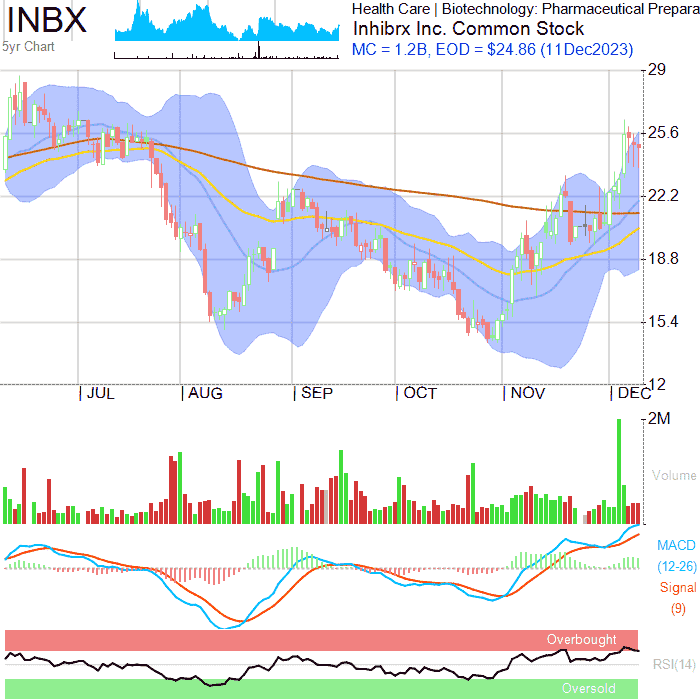 INBX
5yr Chart
Health Care | Biotechnology: Pharmaceutical Prepara
Inhibrx Inc. Common Stock
MC = 1.2B, EOD = $24.86 (11Dec2023)
29
25.6
22.2
18.8
15.4
12
| JUL | AUG | SEP | OCT | NOV | DEC
2M
Volume
MACD
(12-26)
Signal
(9)
Overbought
RSI(14)
Oversold